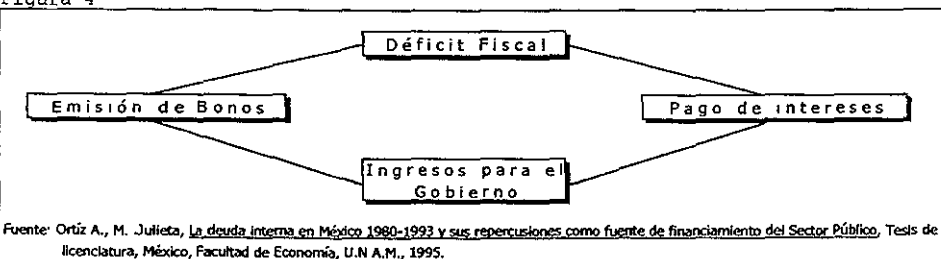 Figura 4
Déficit Fiscal
Emisión de Bonos
Pago de intereses
Ingresos para el
Gobierno
Fuente: Ortíz A., M. Julieta, La deuda interna en México 1980-1993 y sus repercusiones como fuente de financiamiento del Sector Público, Tesis de
licenciatura, México, Facultad de Economía, U.N A.M., 1995.